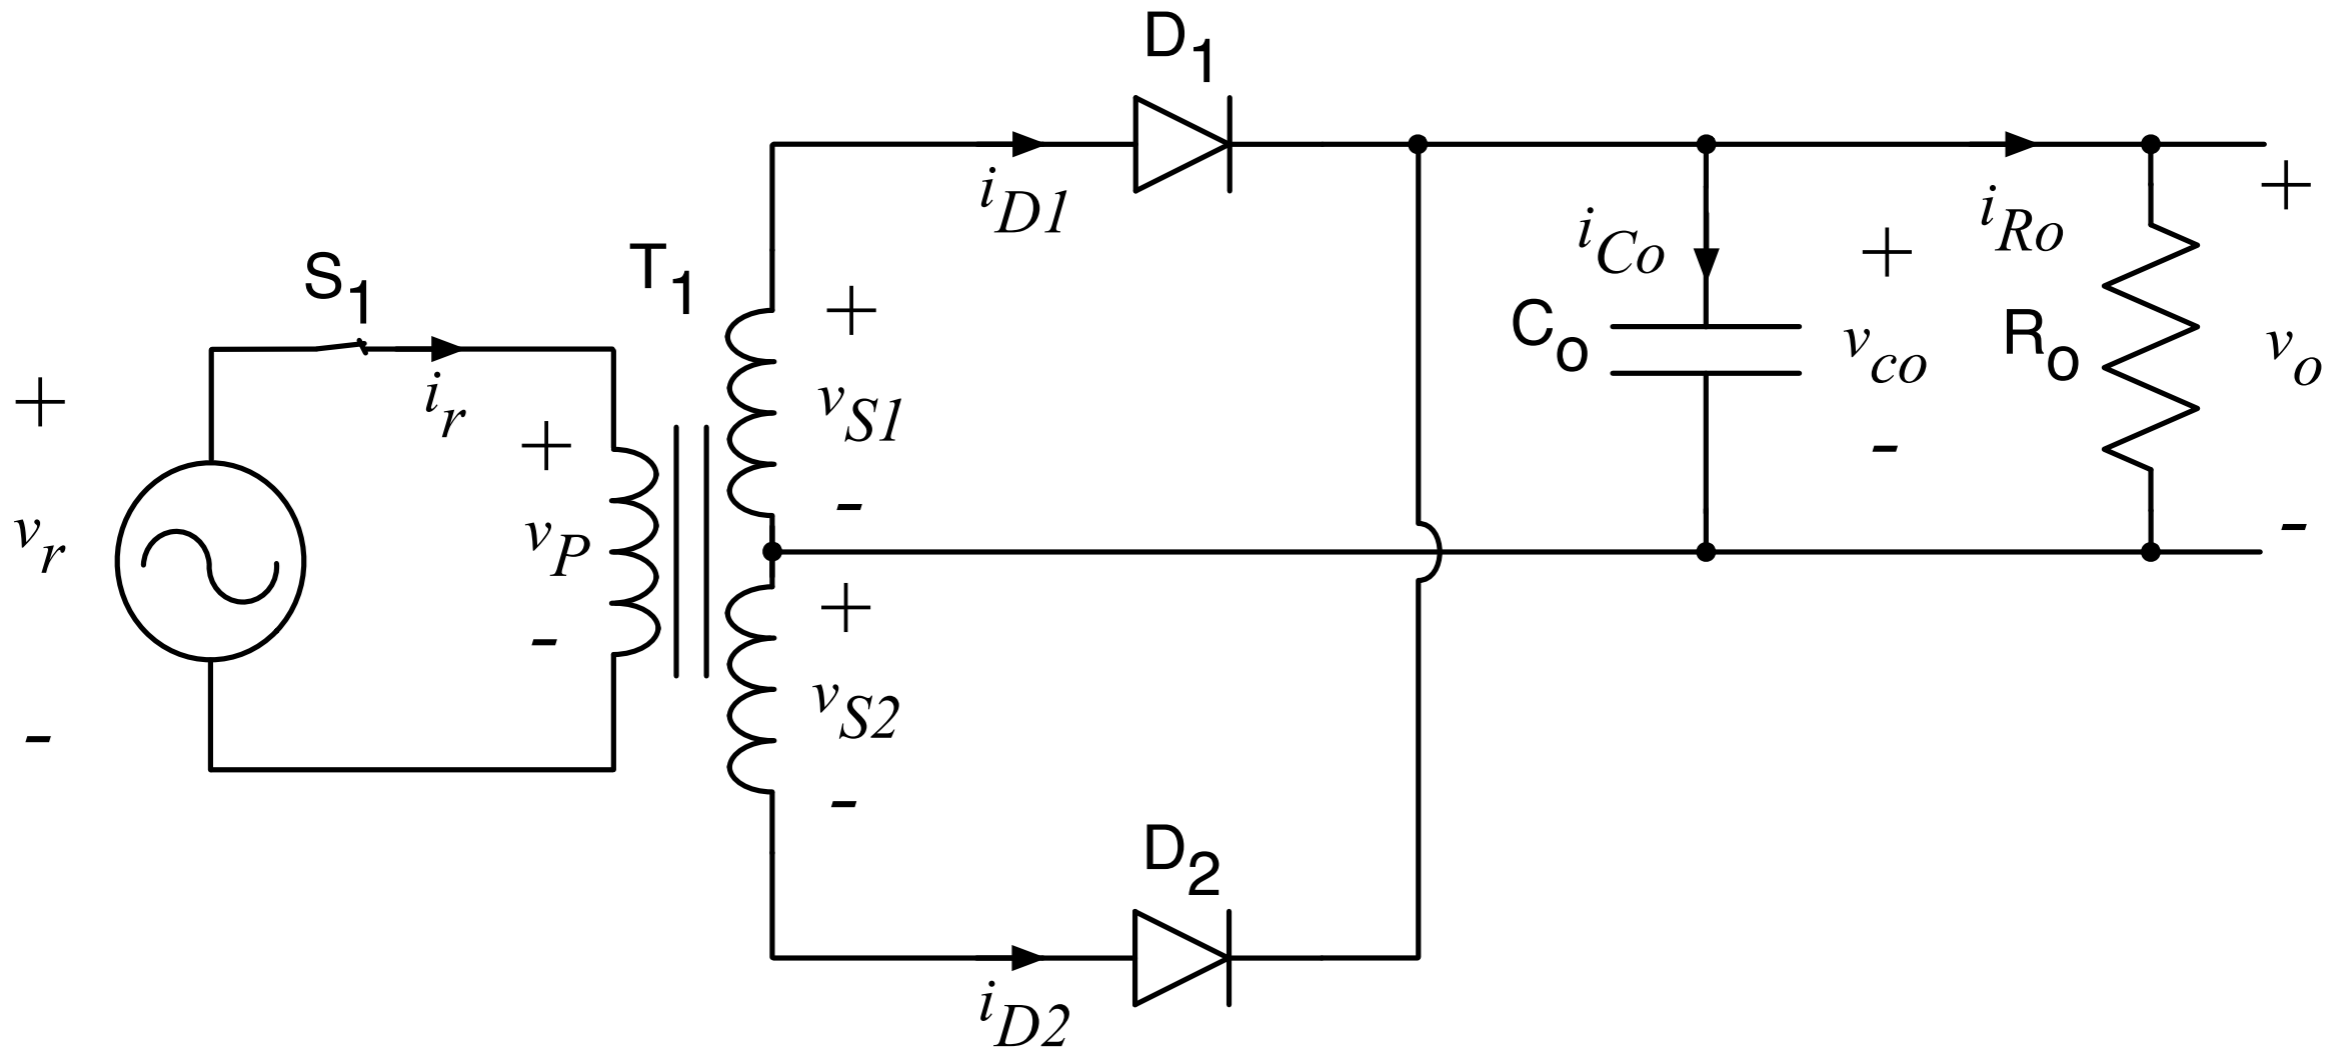 D1
iD1
iCo
iRo
+
S1
T1
+
+
Co
vco
Ro
vo
+
ir
+
vS1
-
-
vr
vP
-
-
+
-
vS2
-
-
D2
iD2